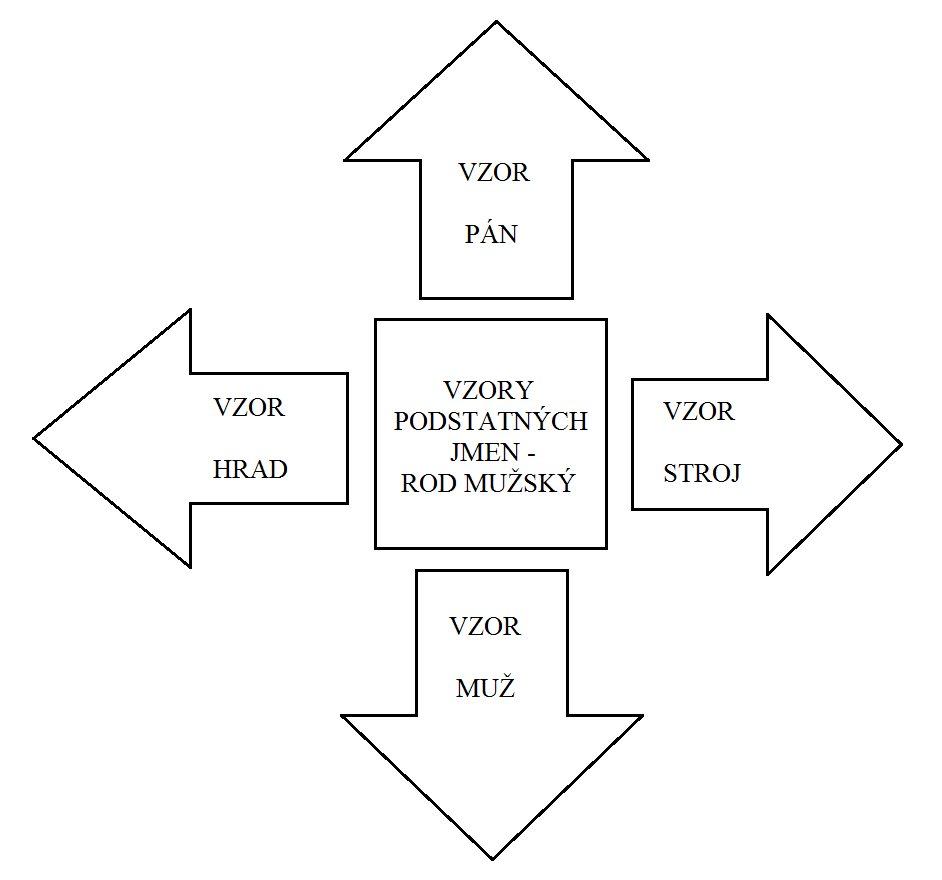 VZOR
PÁN
VZOR
HRAD
VZORY
PODSTATNÝCH
JMEN -
ROD MUŽSKÝ
VZOR
STROJ
VZOR
MUŽ